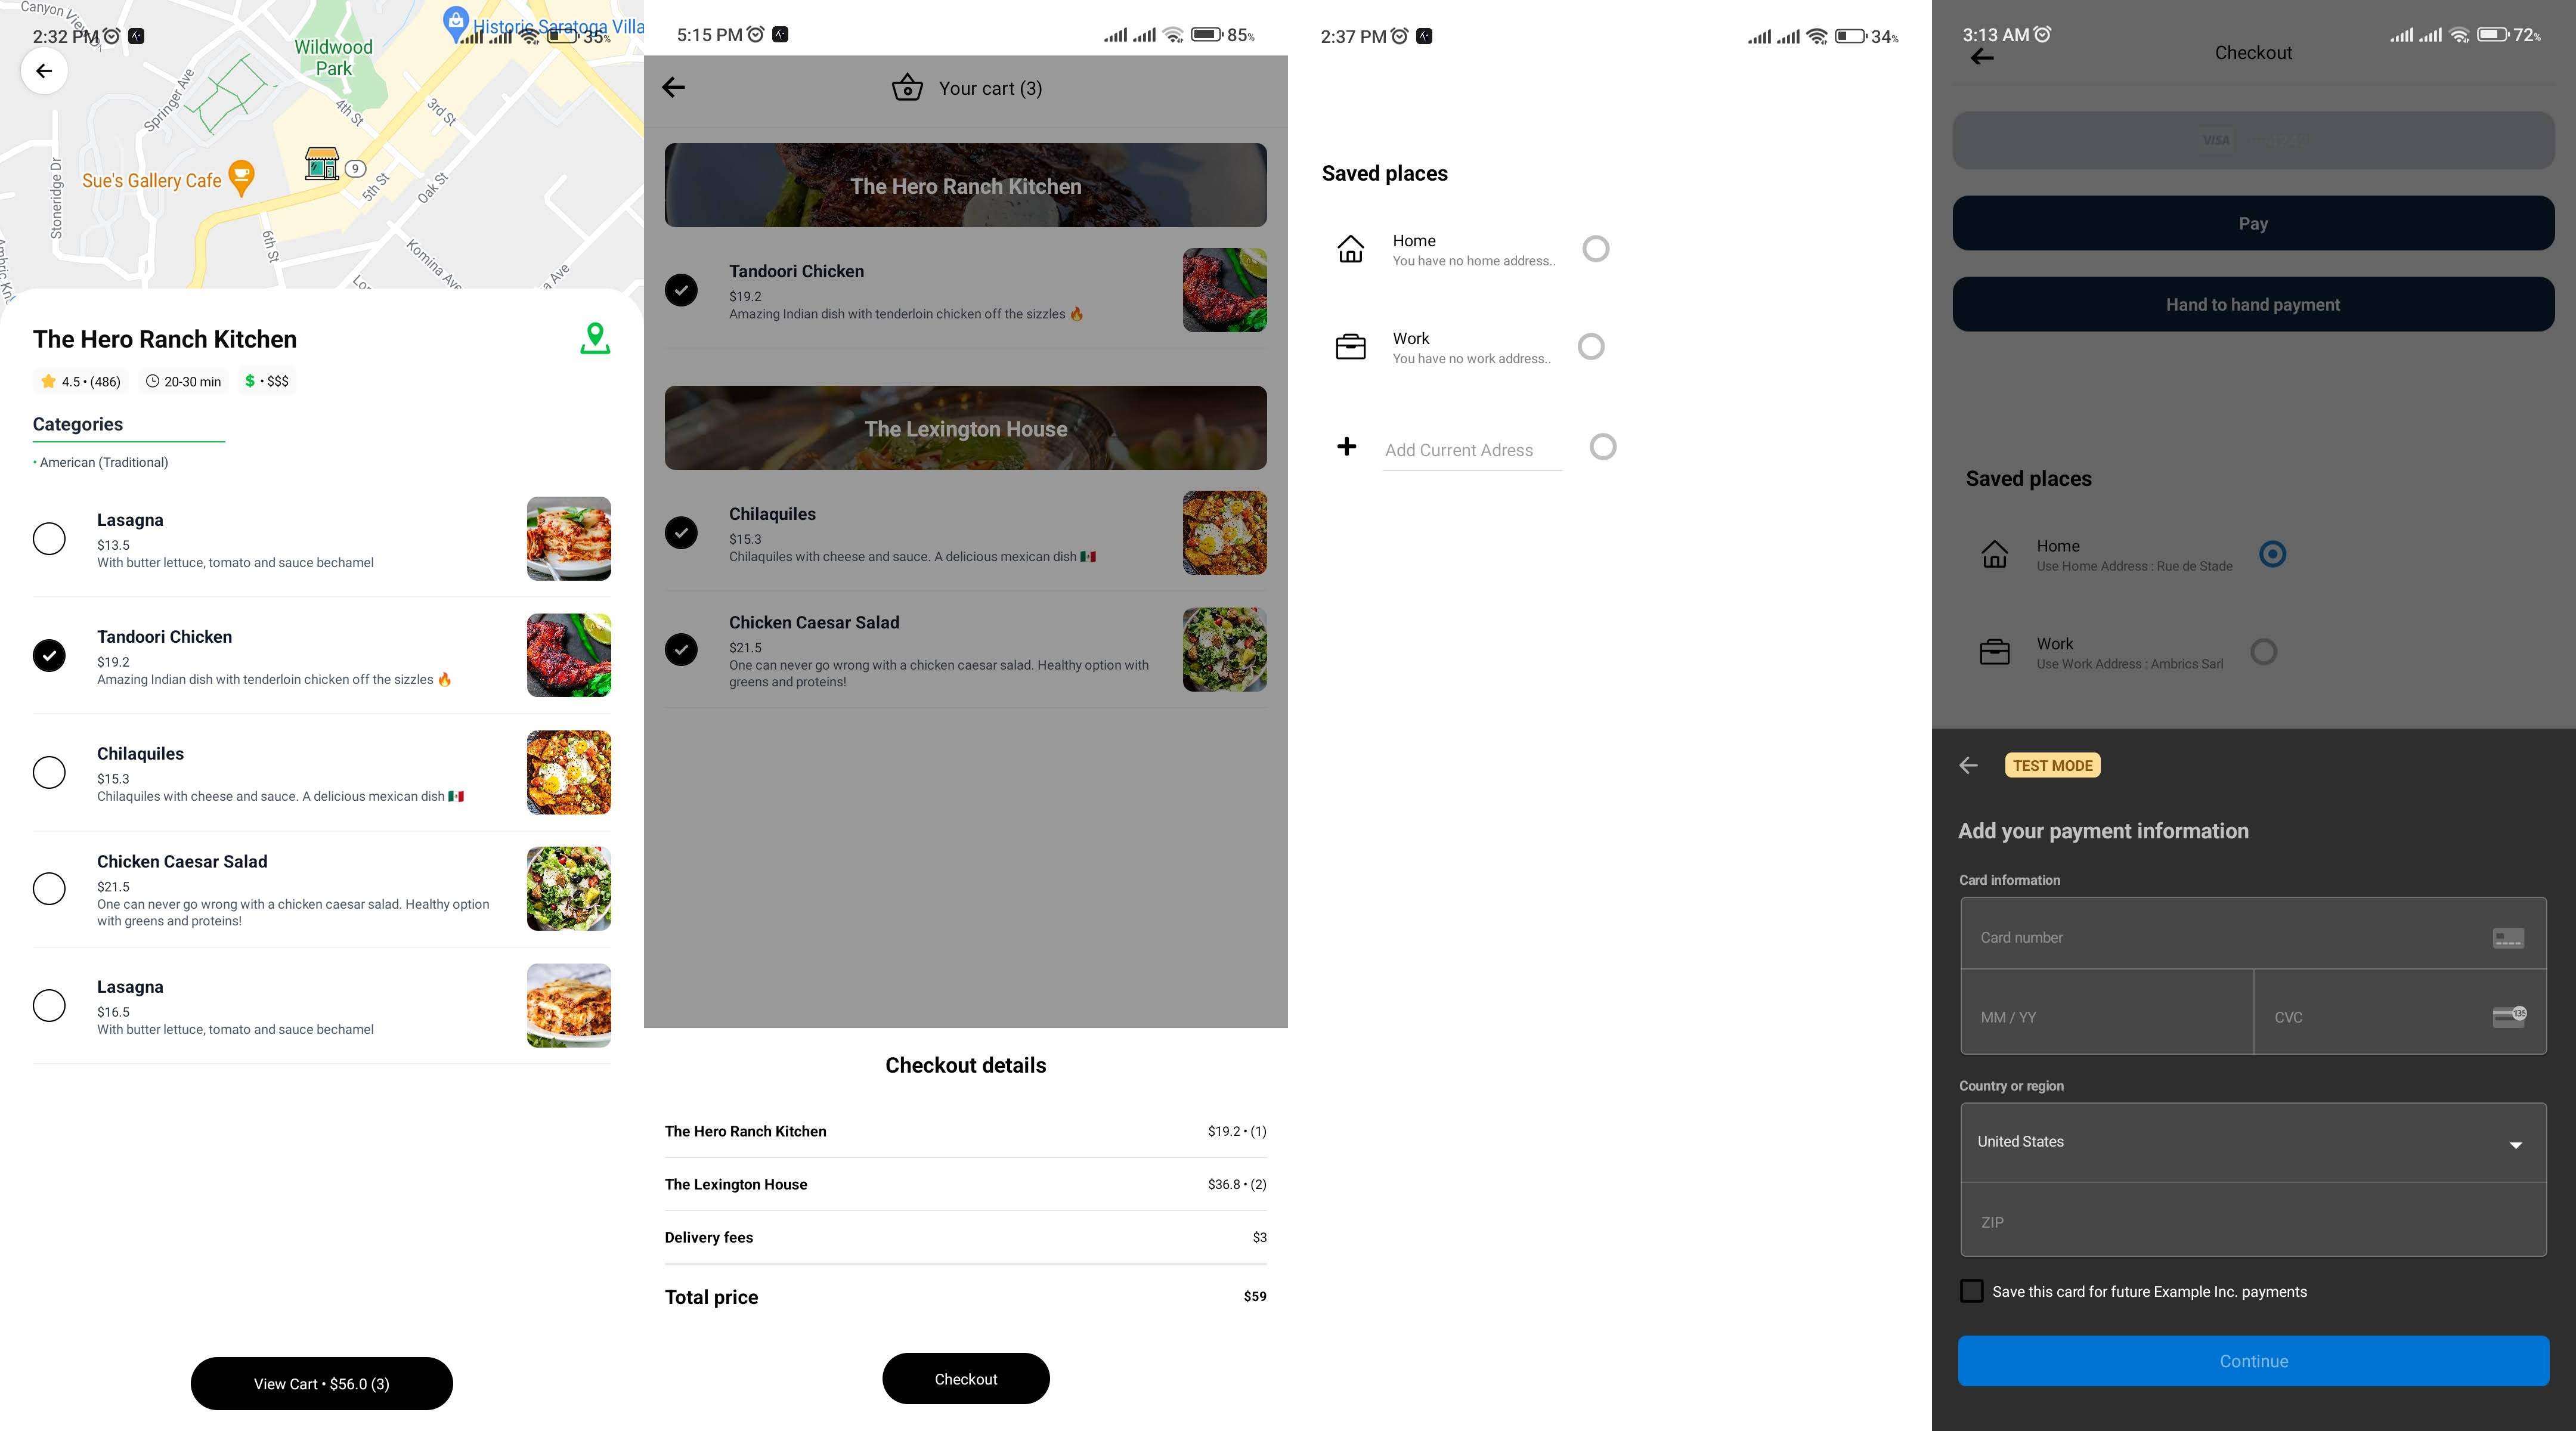 Canyon View
2:32 PM
35%
Historic Saratoga Villa
Wildwood
Park
Springer Ave
4th St
3rd St
Stoneridge Dr
Sue's Gallery Cafe
9
5th St
Oak St
6th St
Komina Ave
The Hero Ranch Kitchen
4.5 • (486)
20-30 min
$ • $$$
Categories
• American (Traditional)
Lasagna
$13.5
With butter lettuce, tomato and sauce bechamel
Tandoori Chicken
$19.2
Amazing Indian dish with tenderloin chicken off the sizzles 🔥
Chilaquiles
$15.3
Chilaquiles with cheese and sauce. A delicious mexican dish 🇲🇽
Chicken Caesar Salad
$21.5
One can never go wrong with a chicken caesar salad. Healthy option
with greens and proteins!
Lasagna
$16.5
With butter lettuce, tomato and sauce bechamel
View Cart • $56.0 (3)
5:15 PM
85%
Your cart (3)
The Hero Ranch Kitchen
Tandoori Chicken
$19.2
Amazing Indian dish with tenderloin chicken off the sizzles 🔥
The Lexington House
Chilaquiles
$15.3
Chilaquiles with cheese and sauce. A delicious mexican dish 🇲🇽
Chicken Caesar Salad
$21.5
One can never go wrong with a chicken caesar salad. Healthy option with
greens and proteins!
Checkout details
The Hero Ranch Kitchen $19.2 • (1)
The Lexington House $36.8 • (2)
Delivery fees $3
Total price $59
Checkout
2:37 PM
34%
Saved places
Home
You have no home address..
Work
You have no work address..
Add Current Adress
3:13 AM
72%
Checkout
VISA
Pay
Hand to hand payment
Saved places
Home
Use Home Address : Rue de Stade
Work
Use Work Address : Ambrics Sarl
TEST MODE
Add your payment information
Card information
Card number
MM / YY
CVC
135
Country or region
United States
ZIP
Save this card for future Example Inc. payments
Continue